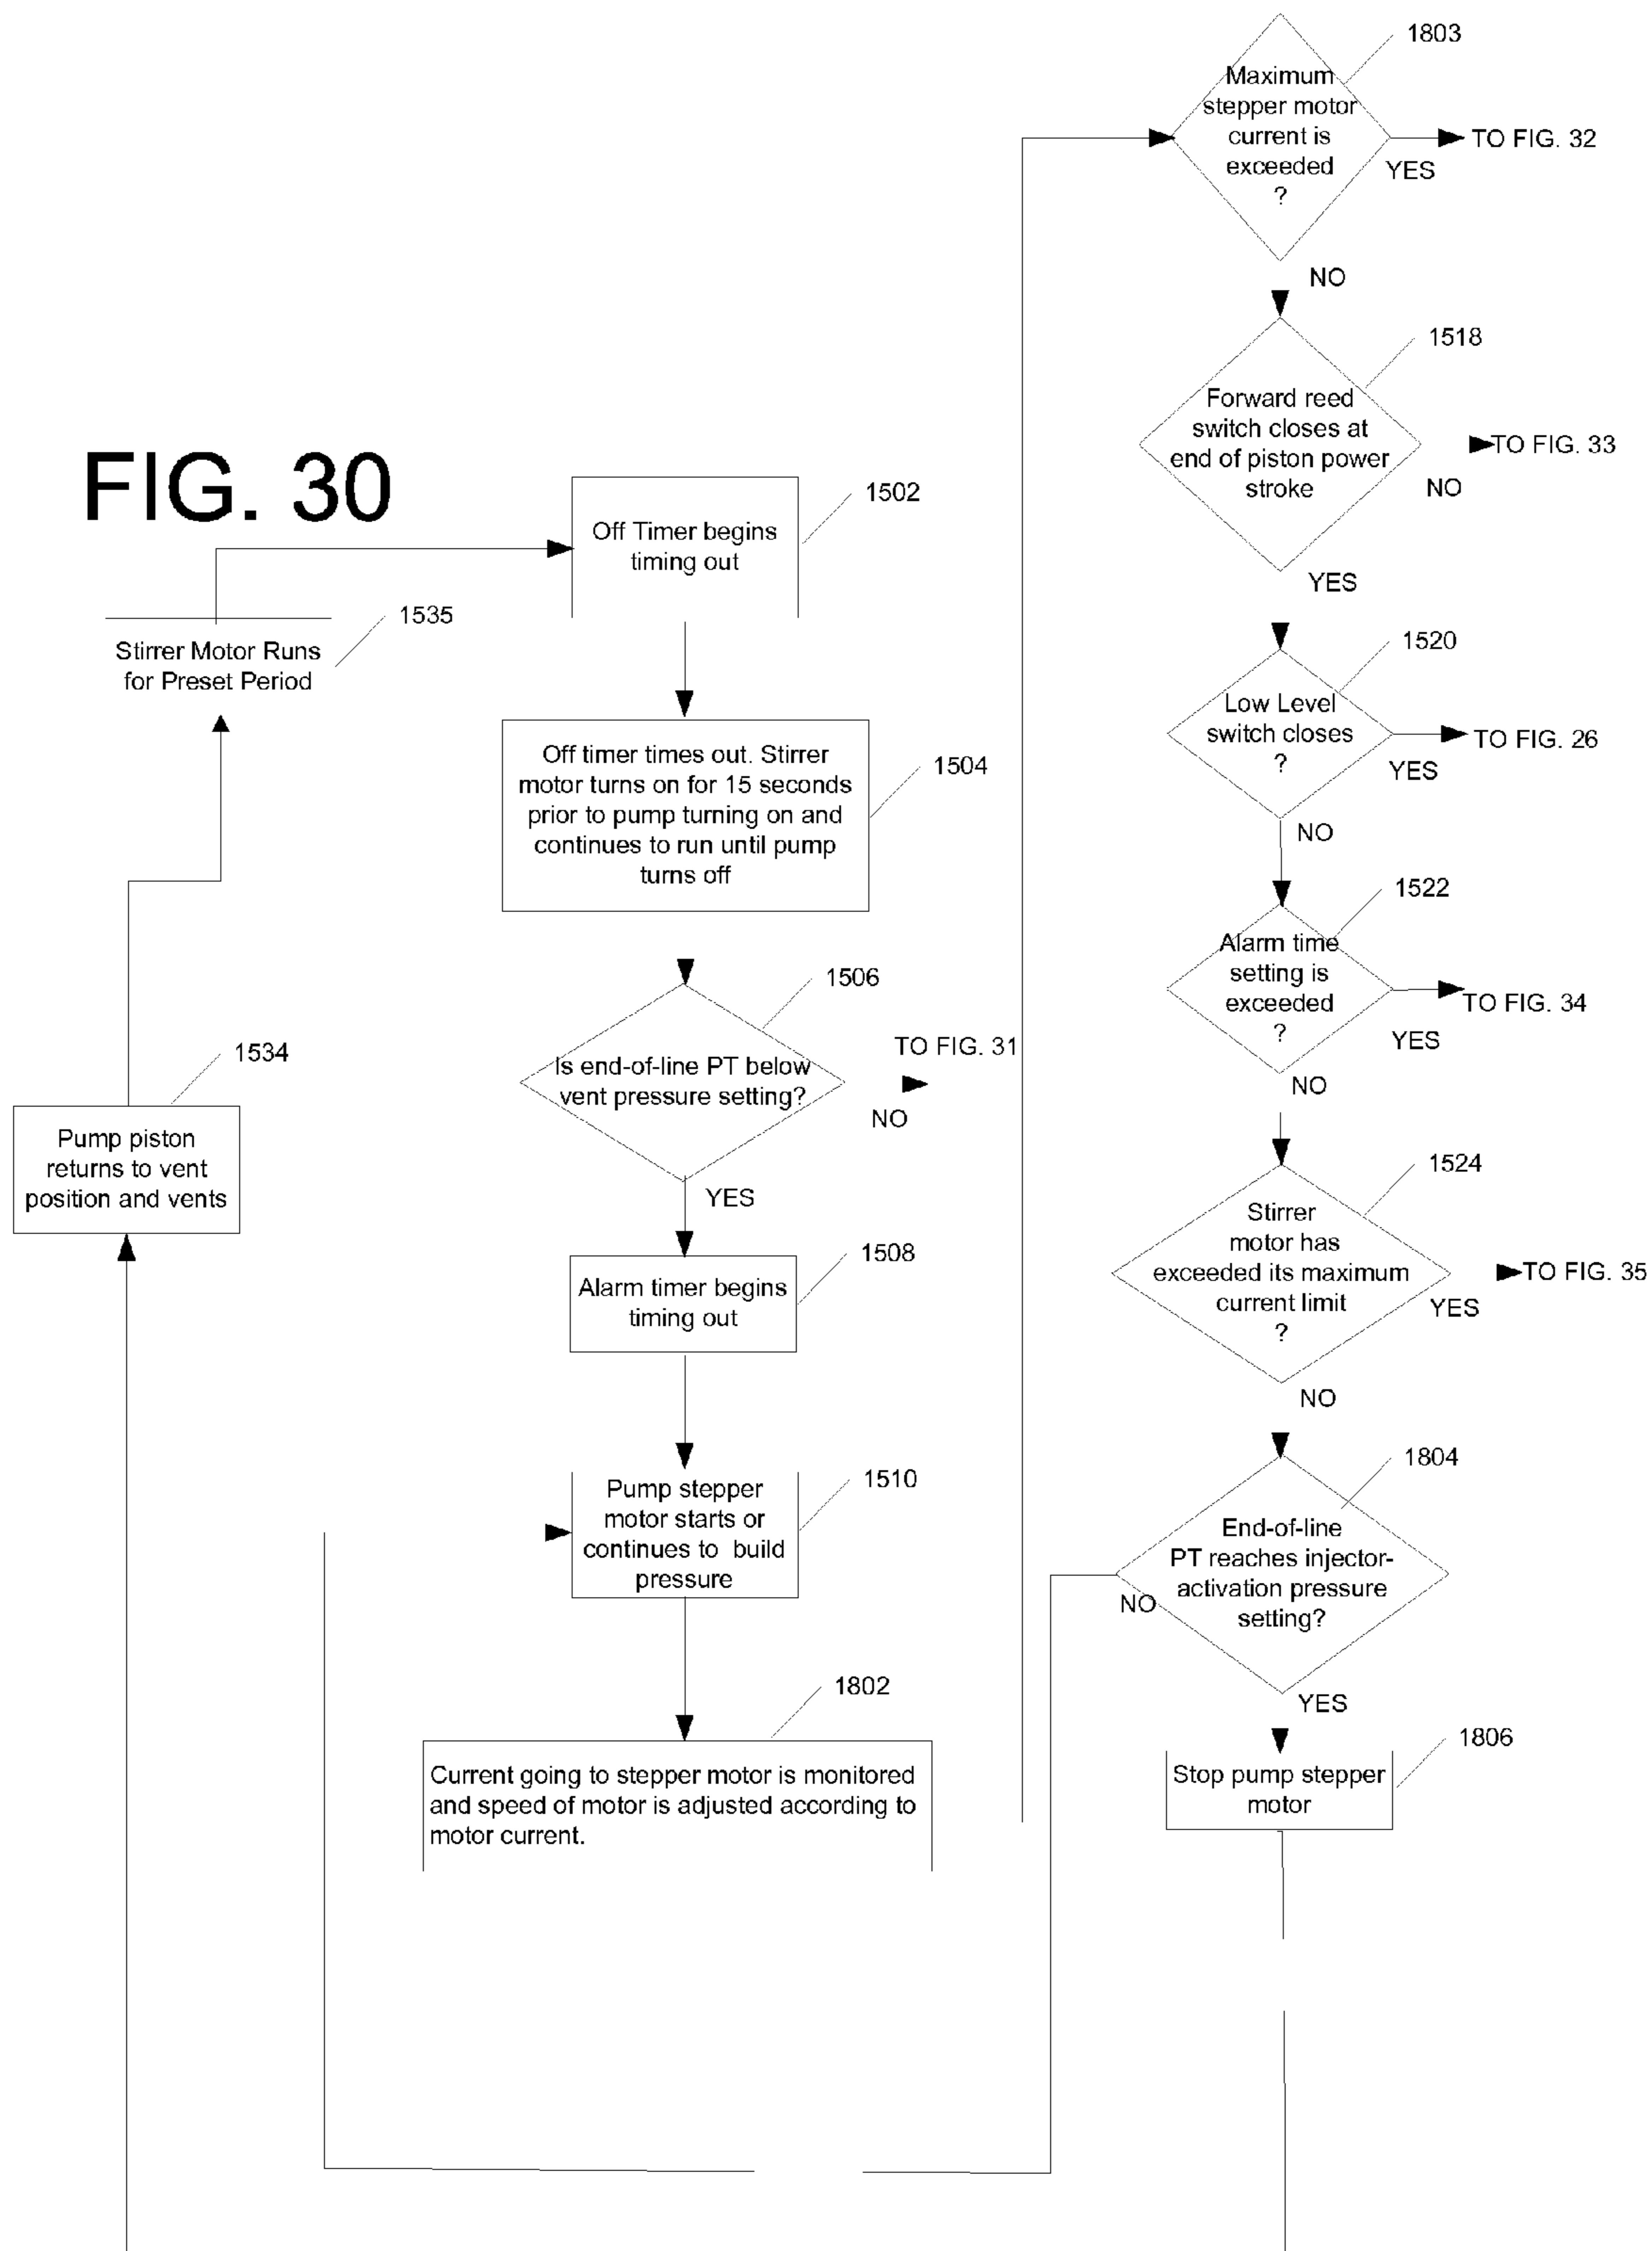 FIG. 30
1535
Stirrer Motor Runs
for Preset Period
1534
Pump piston
returns to vent
position and vents
1502
Off Timer begins
timing out
1504
Off timer times out. Stirrer
motor turns on for 15 seconds
prior to pump turning on and
continues to run until pump
turns off
1506
Is end-of-line PT below
vent pressure setting?
TO FIG. 31
NO
YES
1508
Alarm timer begins
timing out
1510
Pump stepper
motor starts or
continues to build
pressure
1802
Current going to stepper motor is monitored
and speed of motor is adjusted according to
motor current.
1803
Maximum
stepper motor
current is
exceeded
?
TO FIG. 32
YES
NO
1518
Forward reed
switch closes at
end of piston power
stroke
TO FIG. 33
NO
YES
1520
Low Level
switch closes
?
TO FIG. 26
YES
NO
1522
Alarm time
setting is
exceeded
?
TO FIG. 34
YES
NO
1524
Stirrer
motor has
exceeded its maximum
current limit
?
TO FIG. 35
YES
NO
1804
End-of-line
PT reaches injector-
activation pressure
setting?
NO
YES
1806
Stop pump stepper
motor